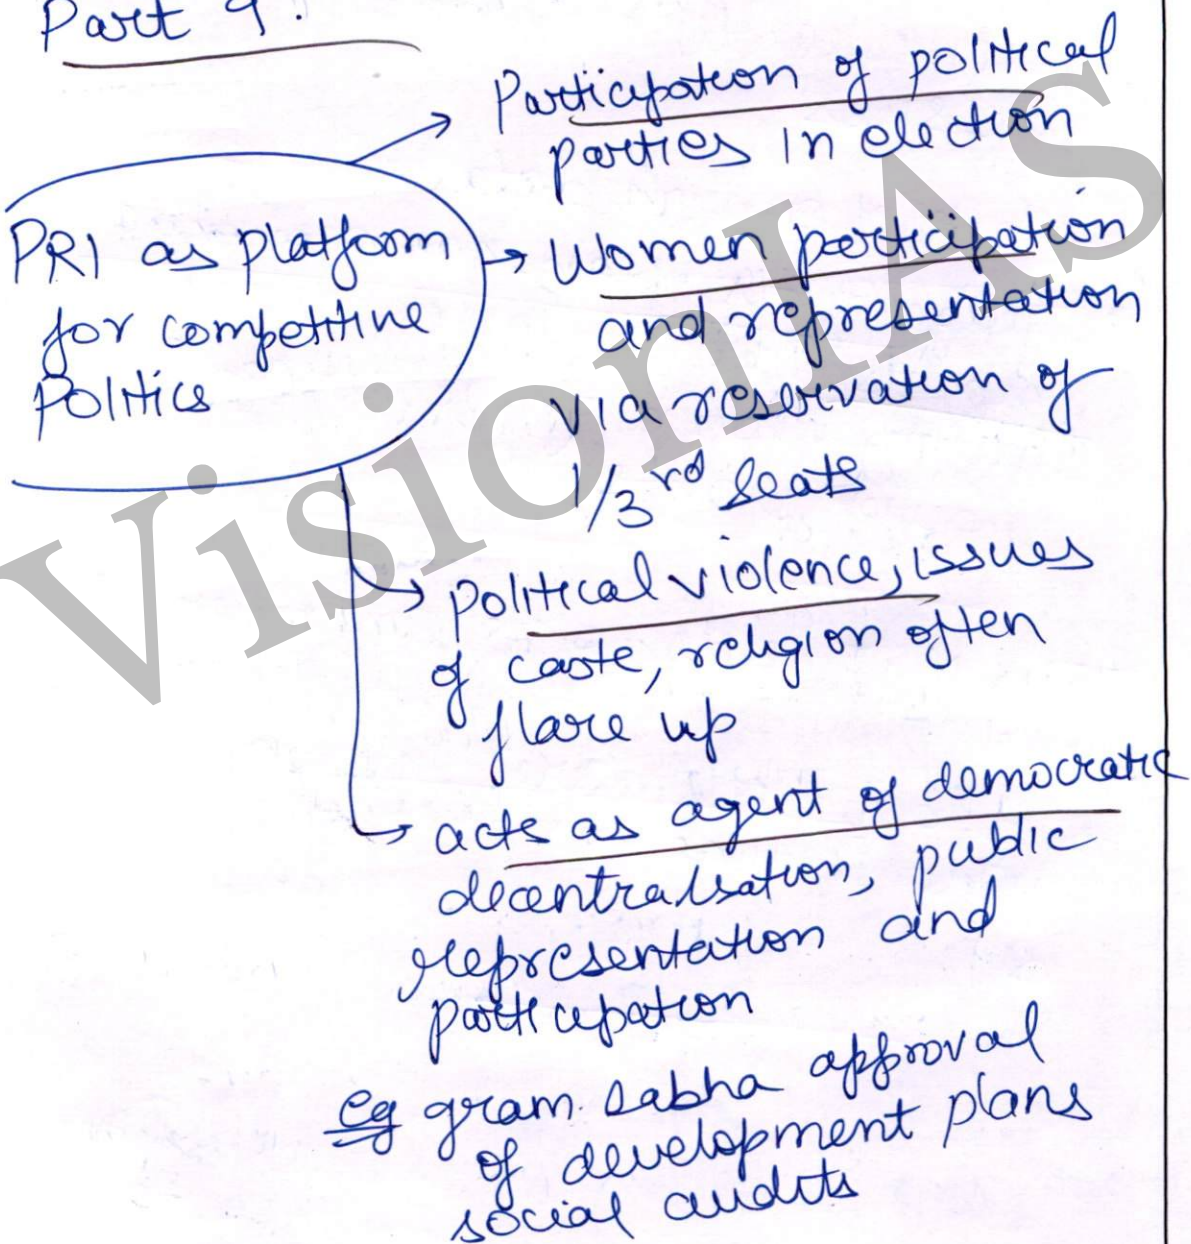 Part 9.
Participation of political
parties in election
PRI as platform
for competitive
Politics
Women participation
and representation
via reservation of
1/3rd seats
political violence, issues
of caste, religion often
flare up
acts as agent of democratic
decentralisation, public
representation and
participation
eg gram sabha approval
of development plans
social audits
VisionIAS